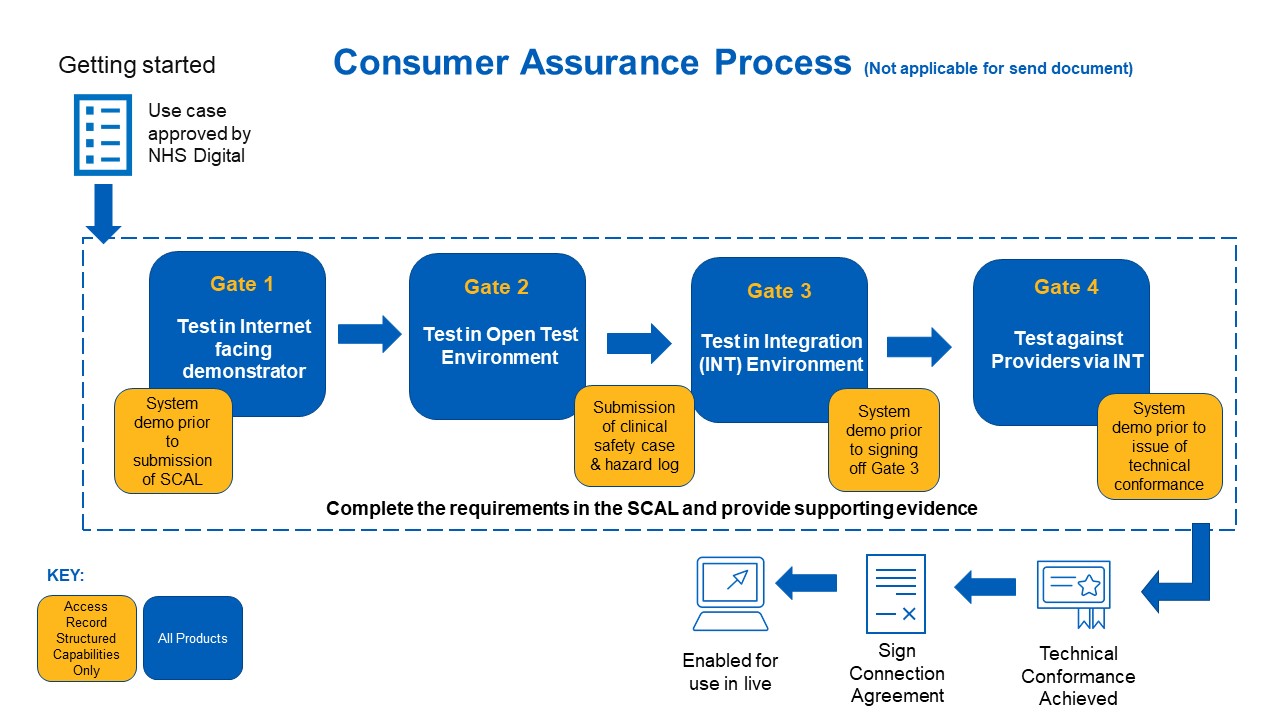 Getting started
Consumer Assurance Process (Not applicable for send document)
Use case
approved by
NHS Digital
Gate 1
Test in Internet
facing
demonstrator
System
demo prior
to
submission
of SCAL
Gate 2
Test in Open Test
Environment
Submission
of clinical
safety case
& hazard log
Gate 3
Test in Integration
(INT) Environment
System
demo prior
to signing
off Gate 3
Gate 4
Test against
Providers via INT
System
demo prior to
issue of
technical
conformance
Complete the requirements in the SCAL and provide supporting evidence
KEY:
Access
Record
Structured
Capabilities
Only
All Products
Enabled for
use in live
Sign
Connection
Agreement
Technical
Conformance
Achieved